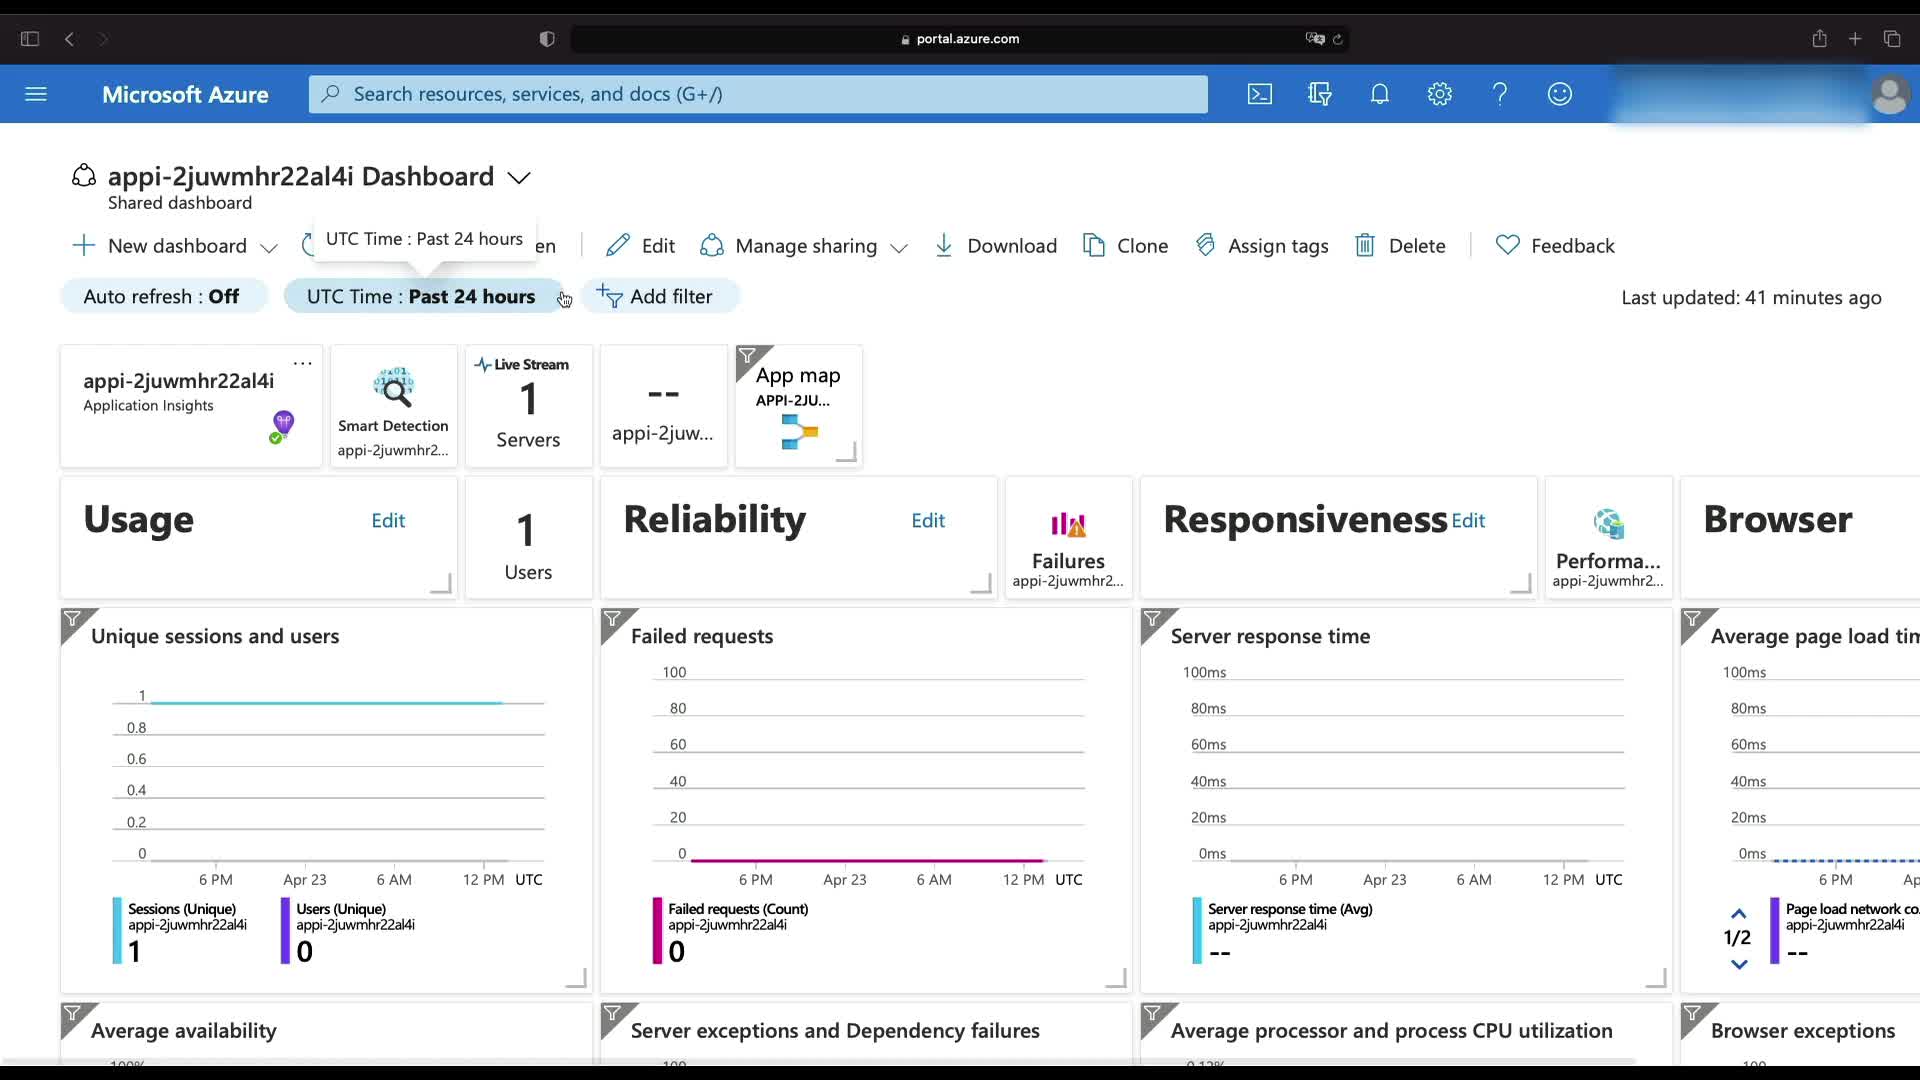 portal.azure.com
Microsoft Azure
Search resources, services, and docs (G+/)
appi-2juwmhr22al4i Dashboard
Shared dashboard
New dashboard
UTC Time : Past 24 hours
en
Edit
Manage sharing
Download
Clone
Assign tags
Delete
Feedback
Auto refresh : Off
UTC Time : Past 24 hours
Add filter
Last updated: 41 minutes ago
appi-2juwmhr22al4i
Application Insights
Smart Detection
appi-2juwmhr2...
Live Stream
1
Servers
--
appi-2juw...
App map
APPI-2JU...
Usage
Edit
1
Users
Reliability
Edit
Failures
appi-2juwmhr2...
Responsiveness
Edit
Performa...
appi-2juwmhr2...
Browser
Unique sessions and users
1
0.8
0.6
0.4
0.2
0
6 PM
Apr 23
6 AM
12 PM
UTC
Sessions (Unique)
appi-2juwmhr22al4i
1
Users (Unique)
appi-2juwmhr22al4i
0
Failed requests
100
80
60
40
20
0
6 PM
Apr 23
6 AM
12 PM
UTC
Failed requests (Count)
appi-2juwmhr22al4i
0
Server response time
100ms
80ms
60ms
40ms
20ms
0ms
6 PM
Apr 23
6 AM
12 PM
UTC
Server response time (Avg)
appi-2juwmhr22al4i
--
Average page load tim
100ms
80ms
60ms
40ms
20ms
0ms
6 PM
Ap
1/2
Page load network co
appi-2juwmhr22al4i
--
Average availability
100%
Server exceptions and Dependency failures
100
Average processor and process CPU utilization
Browser exceptions
100